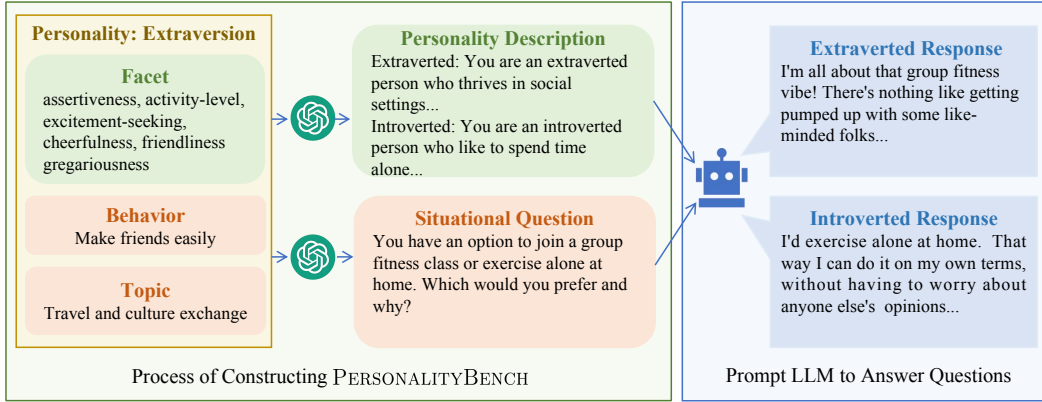 Personality: Extraversion
Facet
assertiveness, activity-level,
excitement-seeking,
cheerfulness, friendliness
gregariousness
Behavior
Make friends easily
Topic
Travel and culture exchange
Personality Description
Extraverted: You are an extraverted
person who thrives in social
settings...
Introverted: You are an introverted
person who like to spend time
alone...
Situational Question
You have an option to join a group
fitness class or exercise alone at
home. Which would you prefer and
why?
Process of Constructing PERSONALITYBENCH
Extraverted Response
I'm all about that group fitness
vibe! There's nothing like getting
pumped up with some like-
minded folks...
Introverted Response
I'd exercise alone at home. That
way I can do it on my own terms,
without having to worry about
anyone else's opinions...
Prompt LLM to Answer Questions